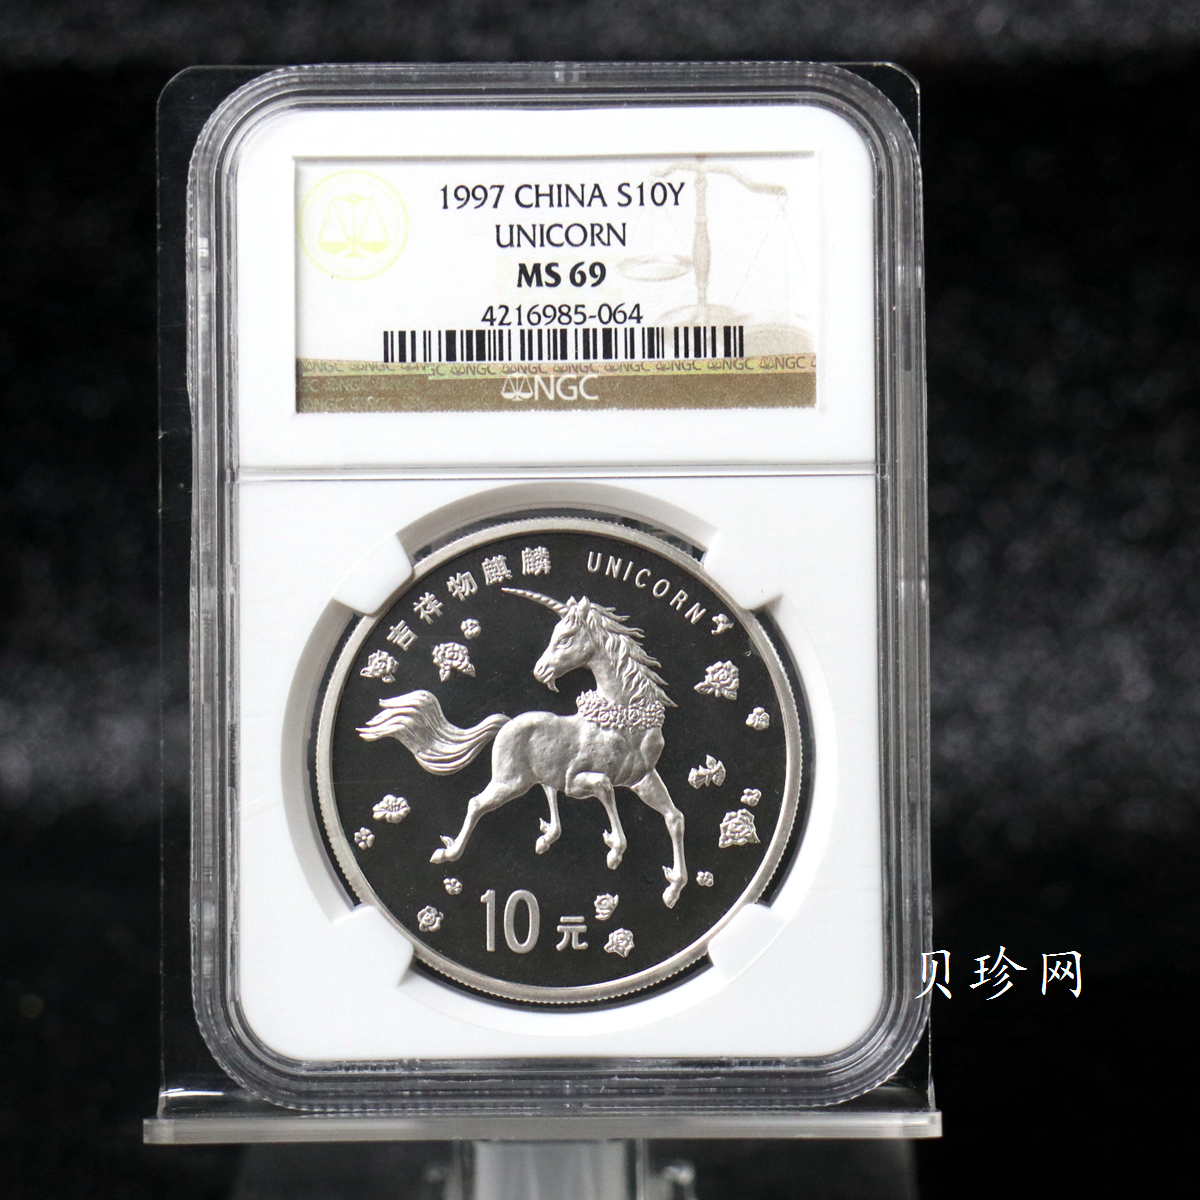 1997 CHINA S10Y
UNICORN
MS 69
4216985-064
NGC
吉祥物麒麟 UNICORN
10元
贝珍网